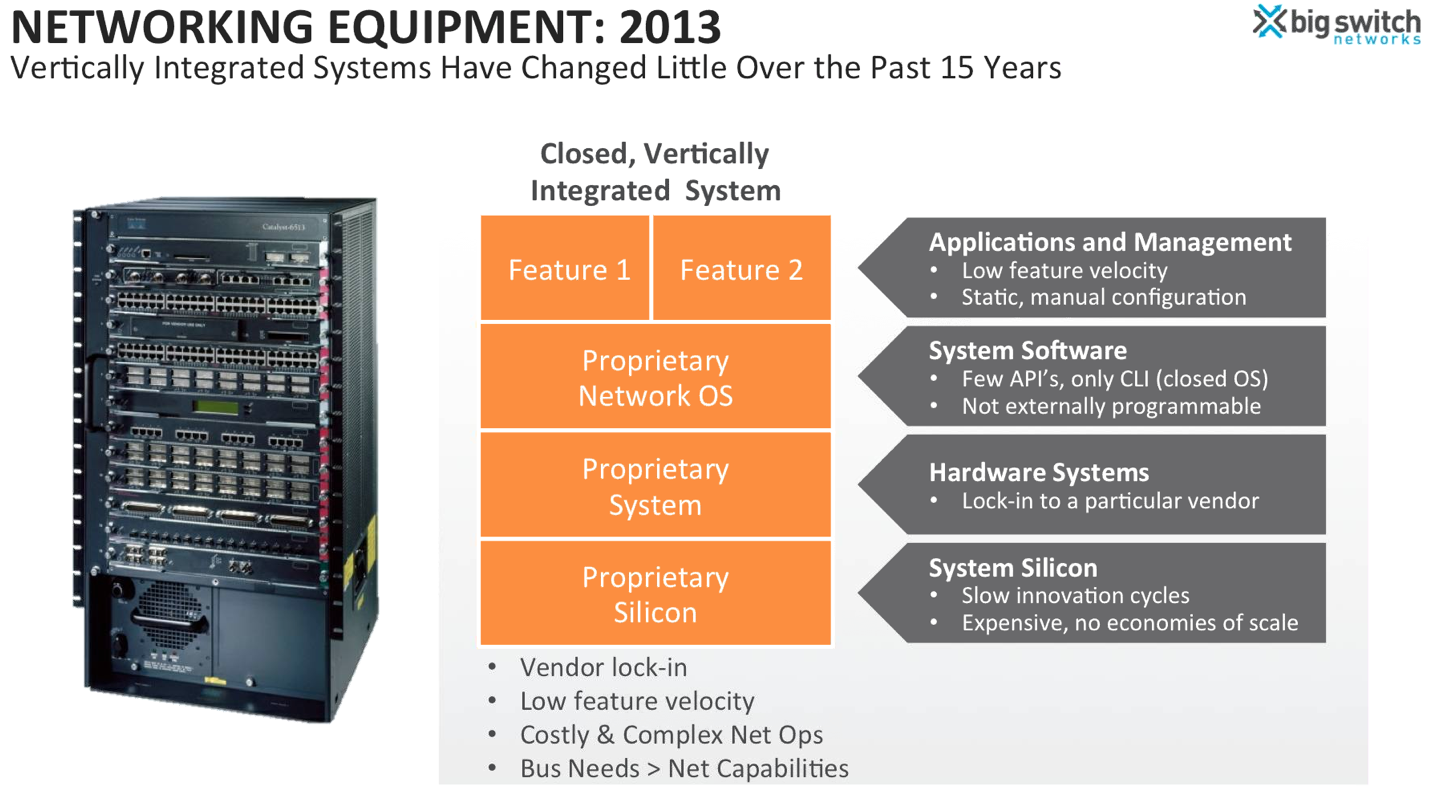 NETWORKING EQUIPMENT: 2013
Vertically Integrated Systems Have Changed Little Over the Past 15 Years
big switch
networks
Closed, Vertically
Integrated System
Catalyst 6513
Feature 1
Feature 2
Applications and Management
• Low feature velocity
• Static, manual configuration
Proprietary
Network OS
System Software
• Few API's, only CLI (closed OS)
• Not externally programmable
Proprietary
System
Hardware Systems
• Lock-in to a particular vendor
Proprietary
Silicon
System Silicon
• Slow innovation cycles
• Expensive, no economies of scale
• Vendor lock-in
• Low feature velocity
• Costly & Complex Net Ops
• Bus Needs > Net Capabilities